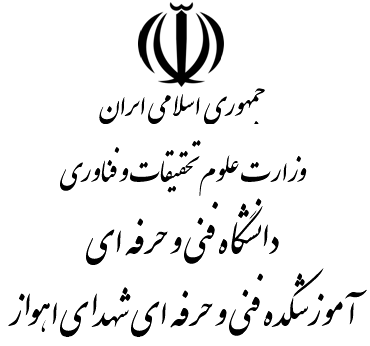 جمهوری اسلامی ایران
وزارت علوم تحقیقات و فناوری
دانشگاه فنی و حرفه ای
آموزشکده فنی و حرفه ای شهدای اهواز